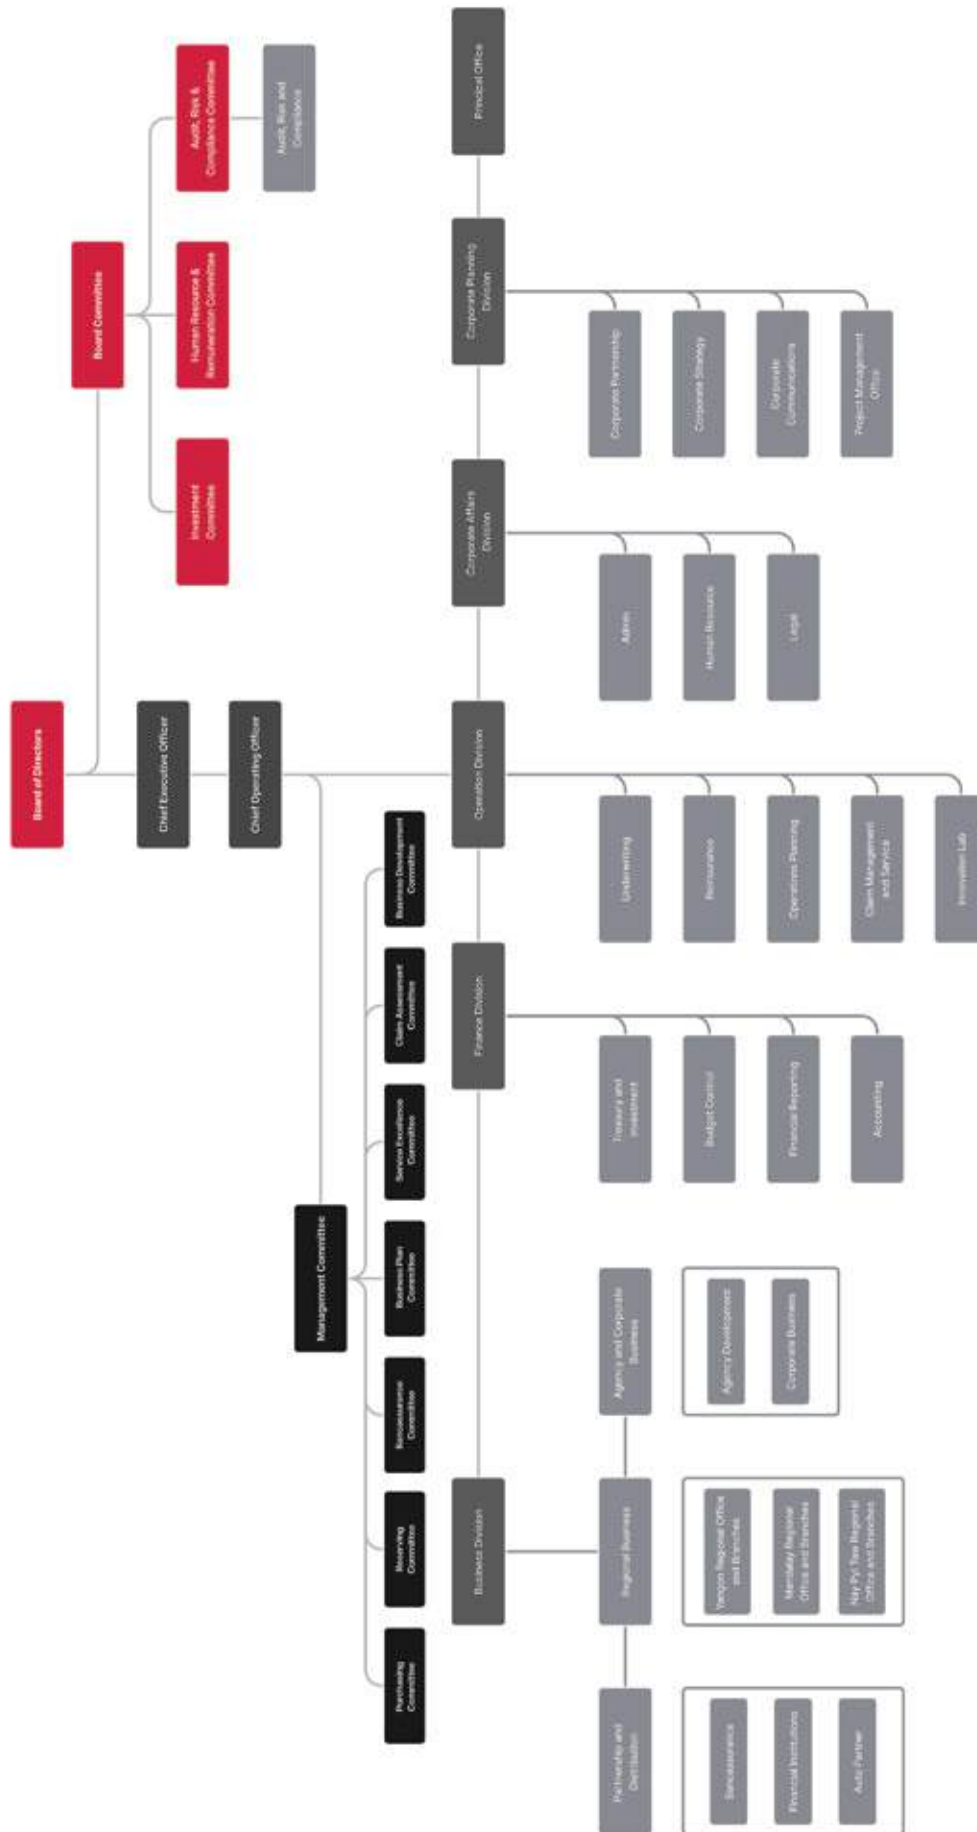 Board of Directors
Board Committee
Investment
Committee
Human Resource &
Remuneration Committee
Audit, Risk &
Compliance Committee
Audit, Risk and
Compliance
Chief Executive Officer
Chief Operating Officer
Management Committee
Purchasing
Committee
Reserving
Committee
Bancassurance
Committee
Business Plan
Committee
Service Excellence
Committee
Claim Assessment
Committee
Business Development
Committee
Business Division
Finance Division
Operation Division
Corporate Affairs
Division
Corporate Planning
Division
Principal Office
Partnership and
Distribution
Bancassurance
Financial Institutions
Auto Partner
Regional Business
Yangon Regional Office
and Branches
Mandalay Regional
Office and Branches
Nay Pyi Taw Regional
Office and Branches
Agency and Corporate
Business
Agency Development
Corporate Business
Treasury and
Investment
Budget Control
Financial Reporting
Accounting
Underwriting
Reinsurance
Operations Planning
Claim Management
and Service
Innovation Lab
Admin
Human Resource
Legal
Corporate Partnership
Corporate Strategy
Corporate
Communications
Project Management
Office